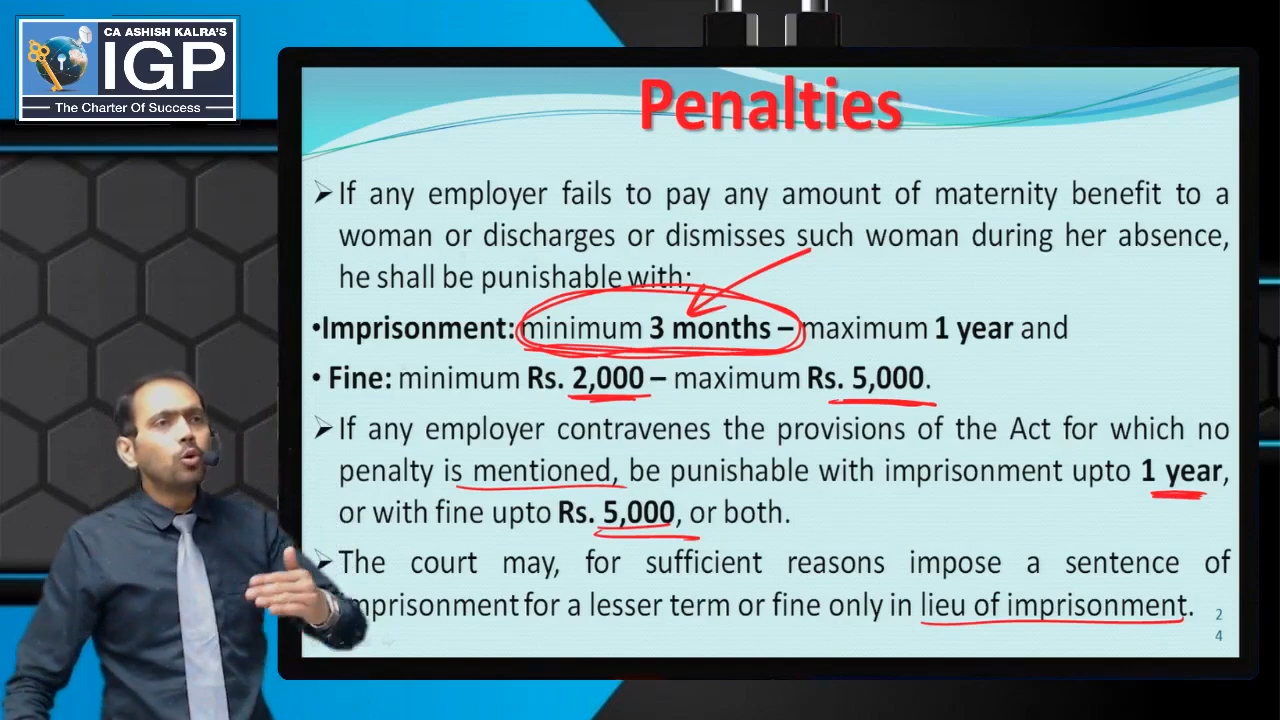 CA ASHISH KALRA'S
IGP
The Charter Of Success
Penalties
➢If any employer fails to pay any amount of maternity benefit to a
woman or discharges or dismisses such woman during her absence,
he shall be punishable with;
•Imprisonment: minimum 3 months – maximum 1 year and
• Fine: minimum Rs. 2,000 – maximum Rs. 5,000.
➢If any employer contravenes the provisions of the Act for which no
penalty is mentioned, be punishable with imprisonment upto 1 year,
or with fine upto Rs. 5,000, or both.
➢The court may, for sufficient reasons impose a sentence of
imprisonment for a lesser term or fine only in lieu of imprisonment.
2
4